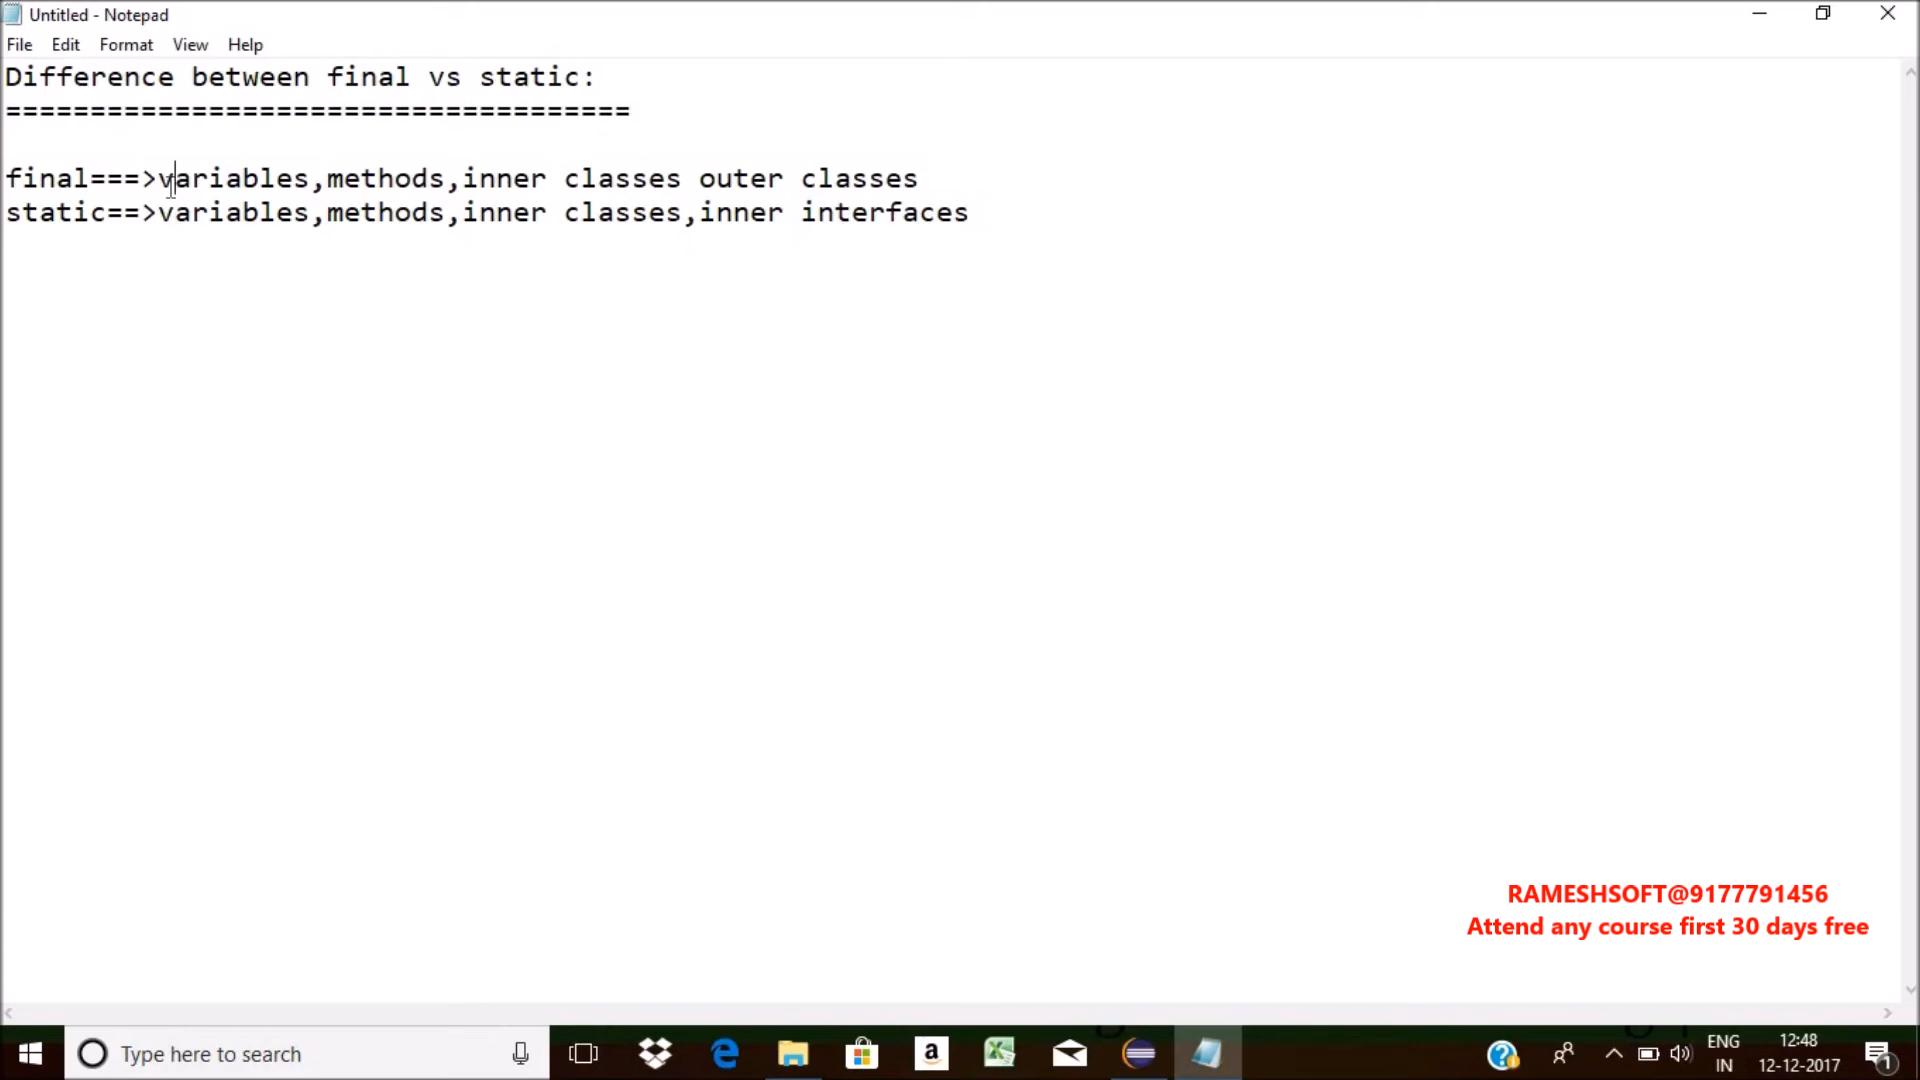 Untitled - Notepad
File Edit Format View Help
Difference between final vs static:
=====================================
final===>variables,methods,inner classes outer classes
static==>variables,methods,inner classes,inner interfaces
RAMESHSOFT@9177791456
Attend any course first 30 days free
Type here to search
a
ENG
IN
12:48
12-12-2017
1